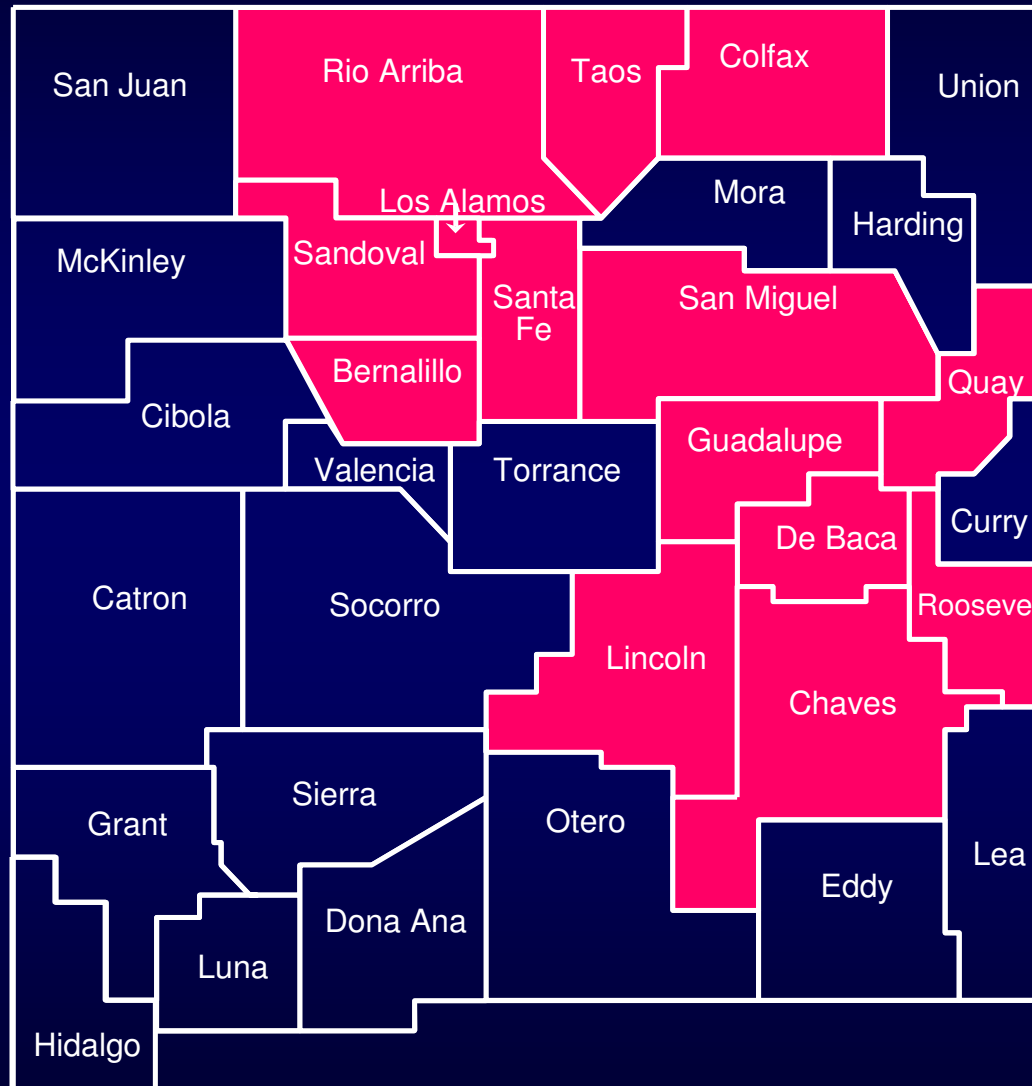 San Juan
Rio Arriba
Taos
Colfax
Union
Los Alamos
Mora
Harding
McKinley
Sandoval
Santa
Fe
San Miguel
Bernalillo
Quay
Cibola
Guadalupe
Valencia
Torrance
Curry
De Baca
Catron
Socorro
Rooseve
Lincoln
Chaves
Sierra
Otero
Grant
Lea
Eddy
Dona Ana
Luna
Hidalgo